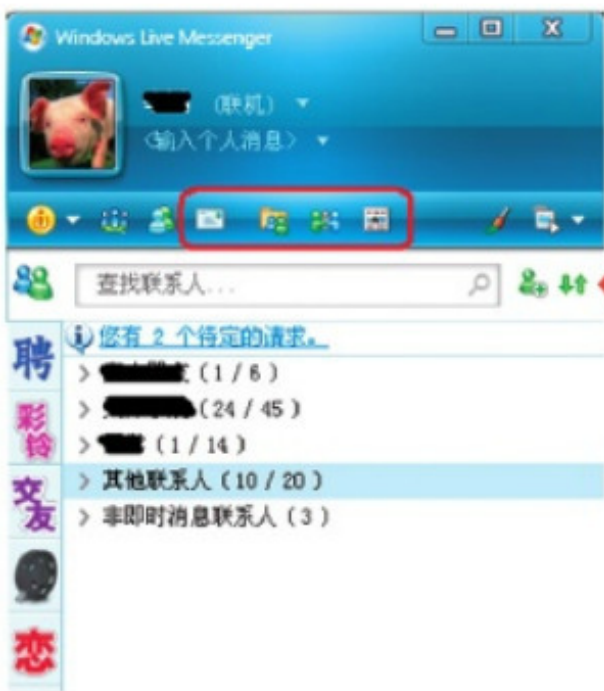 Windows Live Messenger
(联机)
<输入个人消息>
查找联系人...
您有 2 个待定的请求。
(1 / 6)
(24 / 45)
(1 / 14)
其他联系人 (10 / 20)
非即时消息联系人 (3)
聘
彩铃
交友
恋